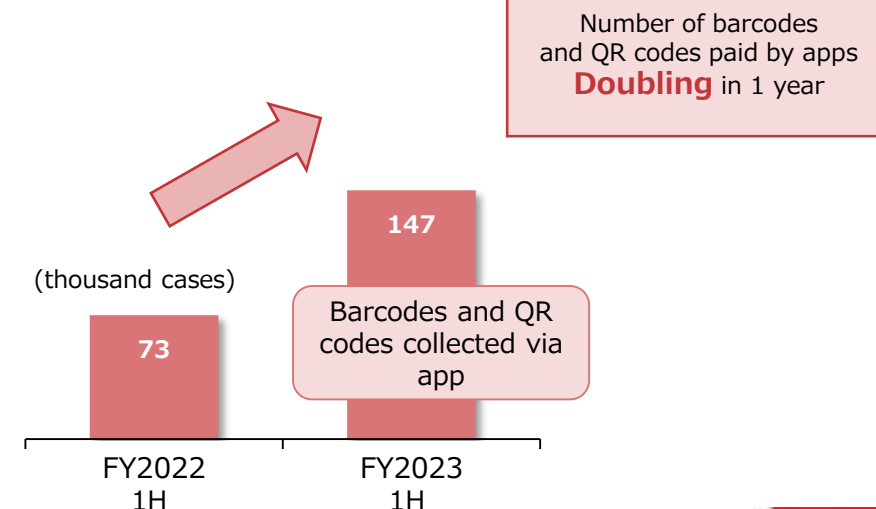 Number of barcodes
and QR codes paid by apps
Doubling in 1 year
147
(thousand cases)
Barcodes and QR
codes collected via
app
73
FY2022
1H
FY2023
1H